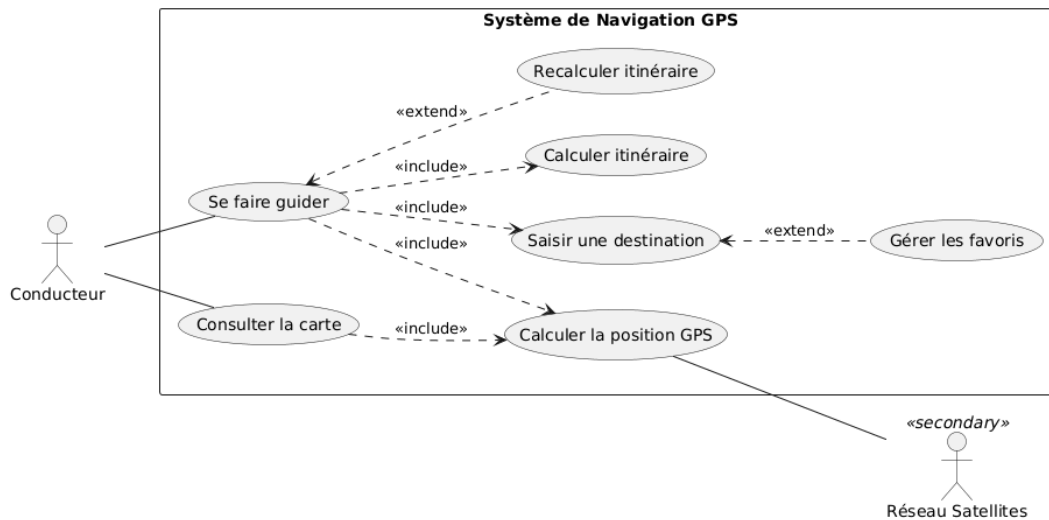 Système de Navigation GPS
Recalculer itinéraire
«extend»
Calculer itinéraire
«include»
Se faire guider
«include»
Saisir une destination
«extend»
Gérer les favoris
«include»
Conducteur
Consulter la carte
«include»
Calculer la position GPS
«secondary»
Réseau Satellites